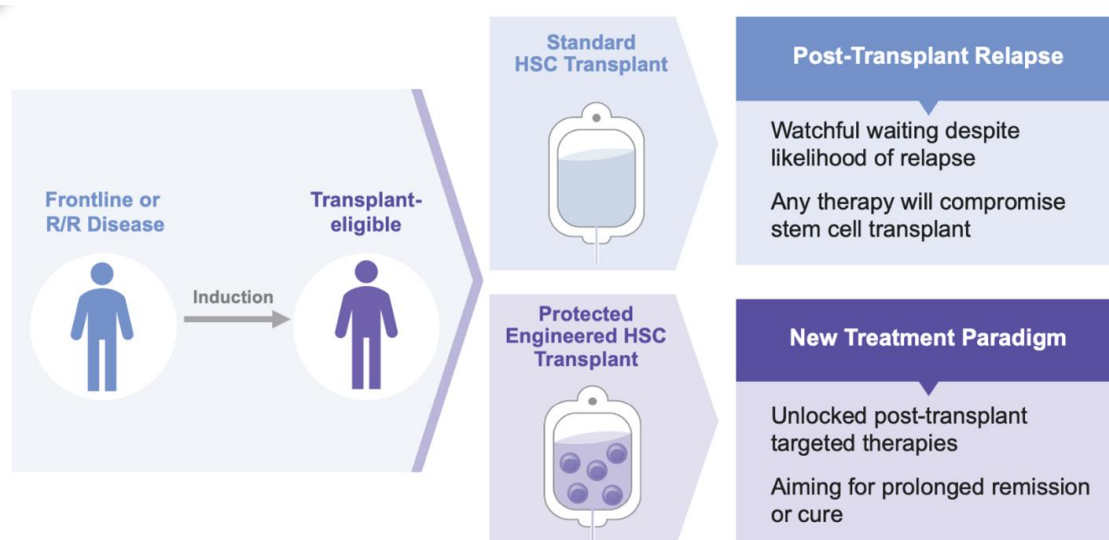 Frontline or
R/R Disease
Induction
Transplant-
eligible
Standard
HSC Transplant
Post-Transplant Relapse
Watchful waiting despite
likelihood of relapse
Any therapy will compromise
stem cell transplant
Protected
Engineered HSC
Transplant
New Treatment Paradigm
Unlocked post-transplant
targeted therapies
Aiming for prolonged remission
or cure